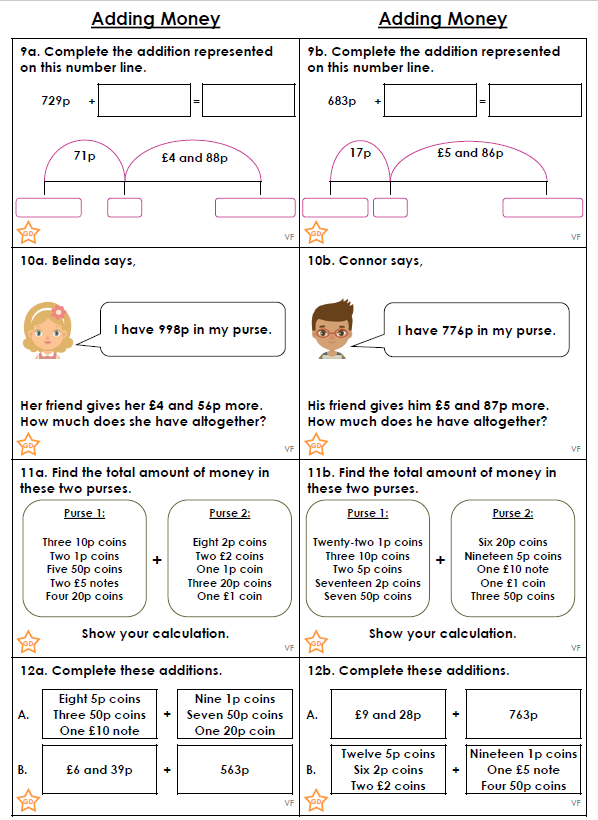 Adding Money
Adding Money
9a. Complete the addition represented
on this number line.
729p + =
71p
£4 and 88p
GD
VF
9b. Complete the addition represented
on this number line.
683p + =
17p
£5 and 86p
GD
VF
10a. Belinda says,
I have 998p in my purse.
Her friend gives her £4 and 56p more.
How much does she have altogether?
GD
VF
10b. Connor says,
I have 776p in my purse.
His friend gives him £5 and 87p more.
How much does he have altogether?
GD
VF
11a. Find the total amount of money in
these two purses.
Purse 1:
Three 10p coins
Two 1p coins
Five 50p coins
Two £5 notes
Four 20p coins
+
Purse 2:
Eight 2p coins
Two £2 coins
One 1p coin
Three 20p coins
One £1 coin
Show your calculation.
GD
VF
11b. Find the total amount of money in
these two purses.
Purse 1:
Twenty-two 1p coins
Three 10p coins
Two 5p coins
Seventeen 2p coins
Seven 50p coins
+
Purse 2:
Six 20p coins
Nineteen 5p coins
One £10 note
One £1 coin
Three 50p coins
Show your calculation.
GD
VF
12a. Complete these additions.
A.
Eight 5p coins
Three 50p coins
One £10 note
+
Nine 1p coins
Seven 50p coins
One 20p coin
B.
£6 and 39p
+
563p
GD
VF
12b. Complete these additions.
A.
£9 and 28p
+
763p
B.
Twelve 5p coins
Six 2p coins
Two £2 coins
+
Nineteen 1p coins
One £5 note
Four 50p coins
GD
VF